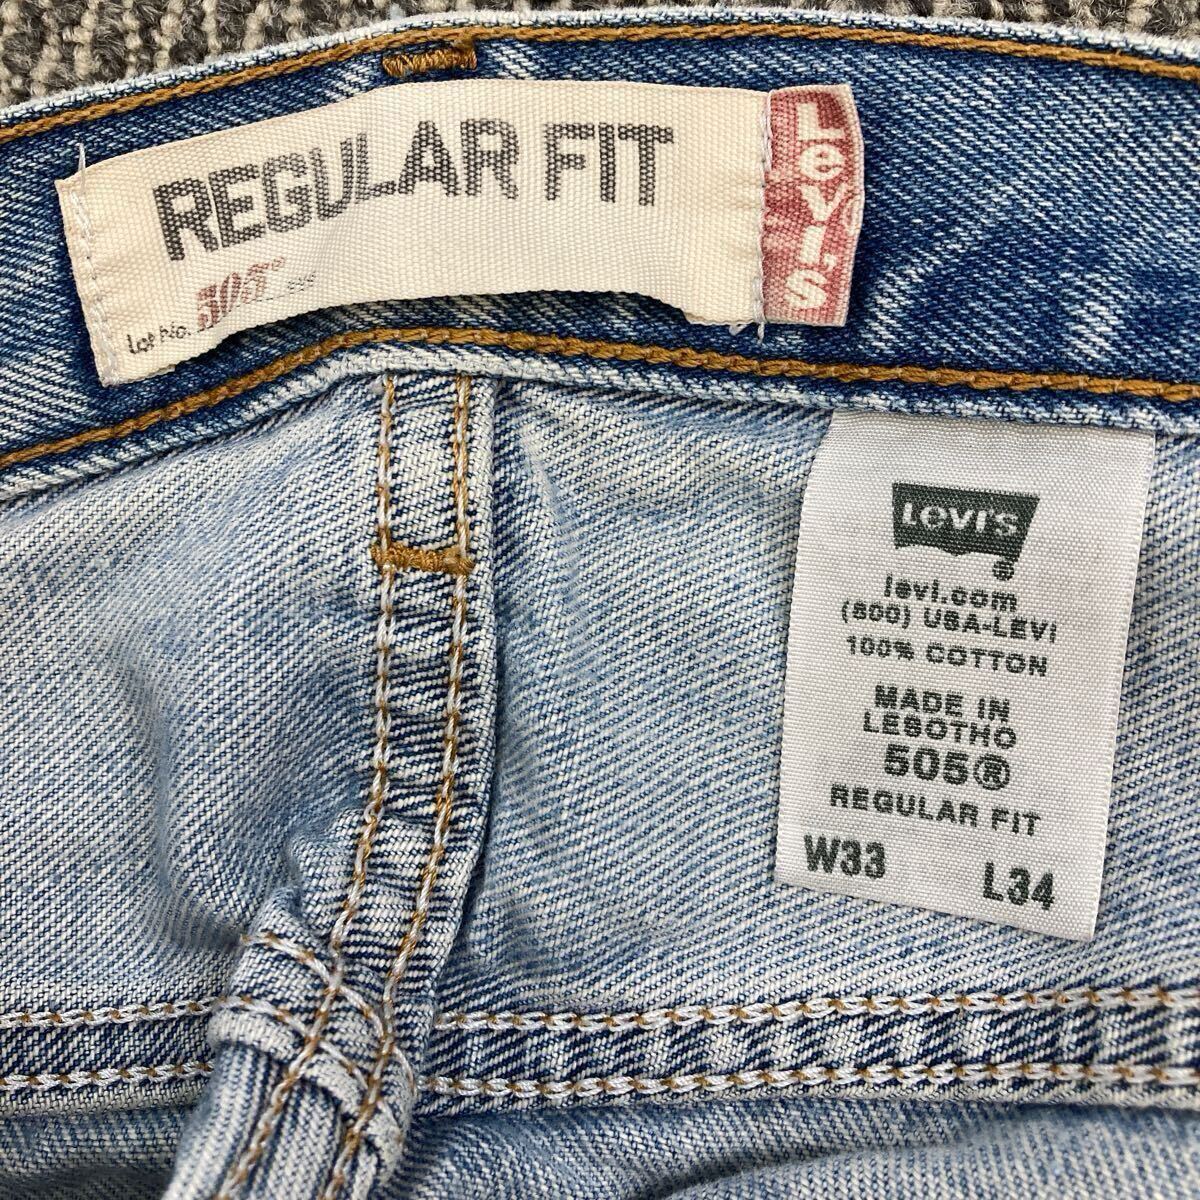 REGULAR FIT
Lot No. 505
LeVI'S
Levi's
®
levi.com
(800) USA-LEVI
100% COTTON
MADE IN
LESOTHO
505®
REGULAR FIT
W33 L34